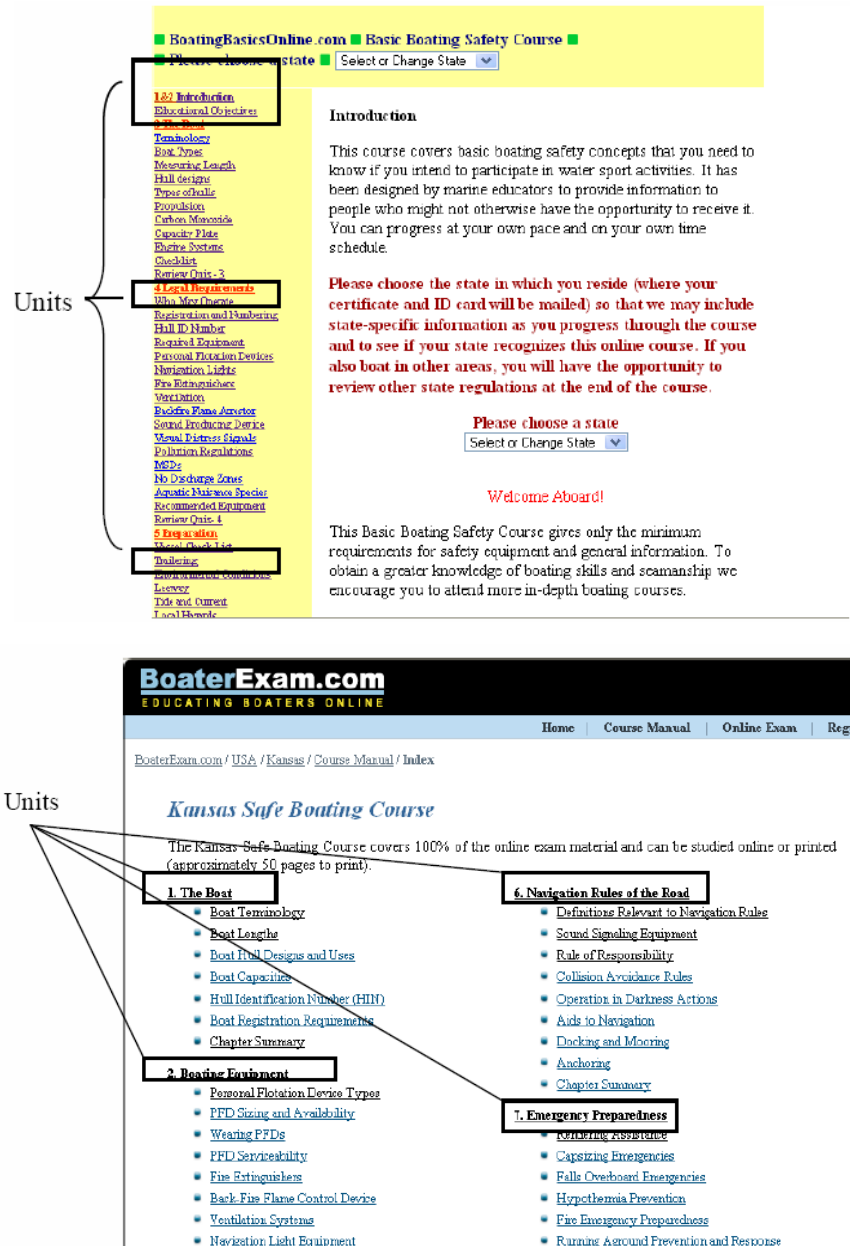 BoatingBasicsOnline.com Basic Boating Safety Course
Please choose a state Select or Change State
1&2 Introduction
Educational Objectives
3 The Boat
Terminology
Boat Types
Measuring Length
Hull designs
Types of hulls
Propulsion
Carbon Monoxide
Capacity Plate
Engine Systems
Checklist
Review Quiz - 3
4 Legal Requirements
Who May Operate
Registration and Numbering
Hull ID Number
Required Equipment
Personal Flotation Devices
Navigation Lights
Fire Extinguishers
Ventilation
Backfire Flame Arrestor
Sound Producing Device
Visual Distress Signals
Pollution Regulations
MSDs
No Discharge Zones
Aquatic Nuisance Species
Recommended Equipment
Review Quiz- 4
5 Preparation
Vessel Check List
Trailering
Environmental Conditions
Leeway
Tide and Current
Local Hazards
Units
Introduction
This course covers basic boating safety concepts that you need to
know if you intend to participate in water sport activities. It has
been designed by marine educators to provide information to
people who might not otherwise have the opportunity to receive it.
You can progress at your own pace and on your own time
schedule.
Please choose the state in which you reside (where your
certificate and ID card will be mailed) so that we may include
state-specific information as you progress through the course
and to see if your state recognizes this online course. If you
also boat in other areas, you will have the opportunity to
review other state regulations at the end of the course.
Please choose a state
Select or Change State
Welcome Aboard!
This Basic Boating Safety Course gives only the minimum
requirements for safety equipment and general information. To
obtain a greater knowledge of boating skills and seamanship we
encourage you to attend more in-depth boating courses.
BoaterExam.com
EDUCATING BOATERS ONLINE
Home | Course Manual | Online Exam | Reg
BoaterExam.com / USA / Kansas / Course Manual / Index
Units
Kansas Safe Boating Course
The Kansas Safe Boating Course covers 100% of the online exam material and can be studied online or printed
(approximately 50 pages to print).
1. The Boat
Boat Terminology
Boat Lengths
Boat Hull Designs and Uses
Boat Capacities
Hull Identification Number (HIN)
Boat Registration Requirements
Chapter Summary
2. Boating Equipment
Personal Flotation Device Types
PFD Sizing and Availability
Wearing PFDs
PFD Serviceability
Fire Extinguishers
Back-Fire Flame Control Device
Ventilation Systems
Navigation Light Equipment
6. Navigation Rules of the Road
Definitions Relevant to Navigation Rules
Sound Signaling Equipment
Rule of Responsibility
Collision Avoidance Rules
Operation in Darkness Actions
Aids to Navigation
Docking and Mooring
Anchoring
Chapter Summary
7. Emergency Preparedness
Rendering Assistance
Capsizing Emergencies
Falls Overboard Emergencies
Hypothermia Prevention
Fire Emergency Preparedness
Running Aground Prevention and Response